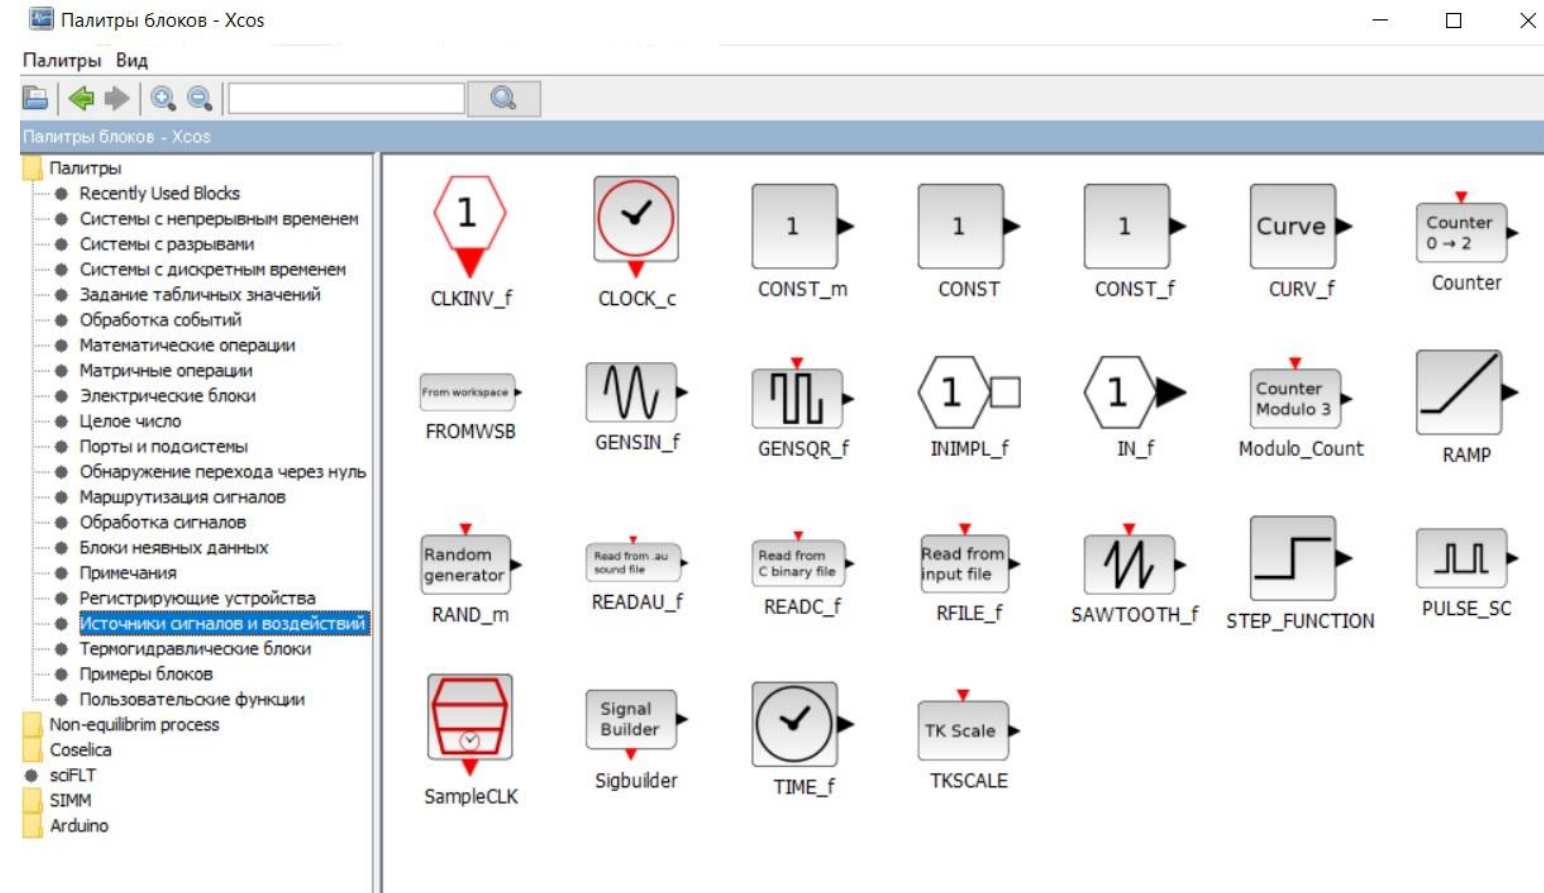 Палитры блоков - Xcos
Палитры Вид
Палитры блоков - Xcos
Палитры
Recently Used Blocks
Системы с непрерывным временем
Системы с разрывами
Системы с дискретным временем
Задание табличных значений
Обработка событий
Математические операции
Матричные операции
Электрические блоки
Целое число
Порты и подсистемы
Обнаружение перехода через нуль
Маршрутизация сигналов
Обработка сигналов
Блоки неявных данных
Примечания
Регистрирующие устройства
Источники сигналов и воздействий
Термогидравлические блоки
Примеры блоков
Пользовательские функции
Non-equilibrim process
Coselica
sciFLT
SIMM
Arduino
1
CLKINV_f
CLOCK_c
1
CONST_m
1
CONST
1
CONST_f
Curve
CURV_f
Counter
0 → 2
Counter
From workspace
FROMWSB
GENSIN_f
GENSQR_f
1
INIMPL_f
1
IN_f
Counter
Modulo 3
Modulo_Count
RAMP
Random
generator
RAND_m
Read from .au
sound file
READAU_f
Read from
C binary file
READC_f
Read from
input file
RFILE_f
SAWTOOTH_f
STEP_FUNCTION
PULSE_SC
SampleCLK
Signal
Builder
Sigbuilder
TIME_f
TK Scale
TKSCALE